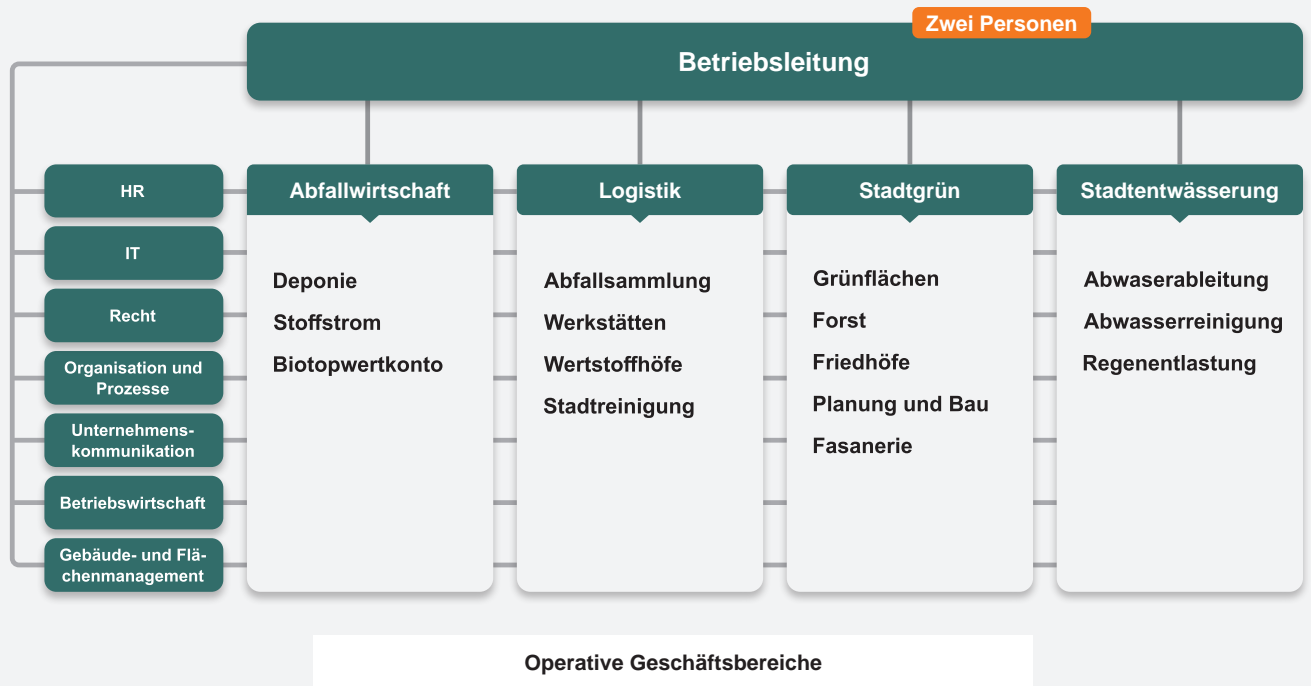 Zwei Personen
Betriebsleitung
HR
IT
Recht
Organisation und
Prozesse
Unternehmens-
kommunikation
Betriebswirtschaft
Gebäude- und Flä-
chenmanagement
Abfallwirtschaft
Deponie
Stoffstrom
Biotopwertkonto
Logistik
Abfallsammlung
Werkstätten
Wertstoffhöfe
Stadtreinigung
Stadtgrün
Grünflächen
Forst
Friedhöfe
Planung und Bau
Fasanerie
Stadtentwässerung
Abwaserableitung
Abwasserreinigung
Regenentlastung
Operative Geschäftsbereiche